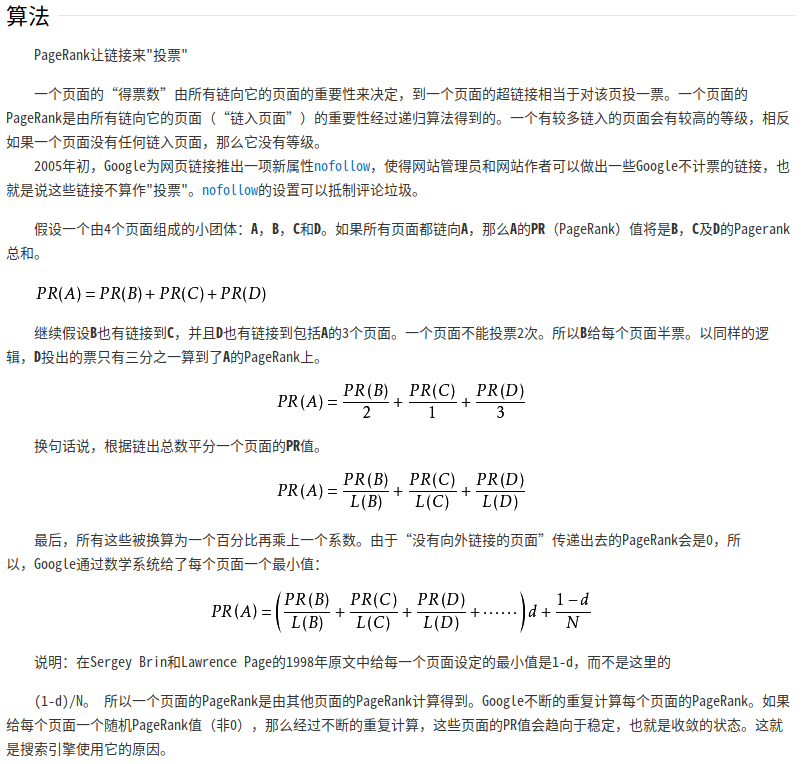 算法
PageRank让链接来"投票"
一个页面的“得票数”由所有链向它的页面的重要性来决定，到一个页面的超链接相当于对该页投一票。一个页面的
PageRank是由所有链向它的页面（“链入页面”）的重要性经过递归算法得到的。一个有较多链入的页面会有较高的等级，相反
如果一个页面没有任何链入页面，那么它没有等级。
2005年初，Google为网页链接推出一项新属性nofollow，使得网站管理员和网站作者可以做出一些Google不计票的链接，也
就是说这些链接不算作"投票"。nofollow的设置可以抵制评论垃圾。
假设一个由4个页面组成的小团体：A，B，C和D。如果所有页面都链向A，那么A的PR（PageRank）值将是B，C及D的Pagerank
总和。
PR(A) = PR(B) + PR(C) + PR(D)
继续假设B也有链接到C，并且D也有链接到包括A的3个页面。一个页面不能投票2次。所以B给每个页面半票。以同样的逻
辑，D投出的票只有三分之一算到了A的PageRank上。
PR(A) = PR(B)/2 + PR(C)/1 + PR(D)/3
换句话说，根据链出总数平分一个页面的PR值。
PR(A) = PR(B)/L(B) + PR(C)/L(C) + PR(D)/L(D)
最后，所有这些被换算为一个百分比再乘上一个系数。由于“没有向外链接的页面”传递出去的PageRank会是0，所
以，Google通过数学系统给了每个页面一个最小值：
PR(A) = (PR(B)/L(B) + PR(C)/L(C) + PR(D)/L(D) + ······) d + (1 − d)/N
说明：在Sergey Brin和Lawrence Page的1998年原文中给每一个页面设定的最小值是1-d，而不是这里的
(1-d)/N。 所以一个页面的PageRank是由其他页面的PageRank计算得到。Google不断的重复计算每个页面的PageRank。如果
给每个页面一个随机PageRank值（非0），那么经过不断的重复计算，这些页面的PR值会趋向于稳定，也就是收敛的状态。这就
是搜索引擎使用它的原因。